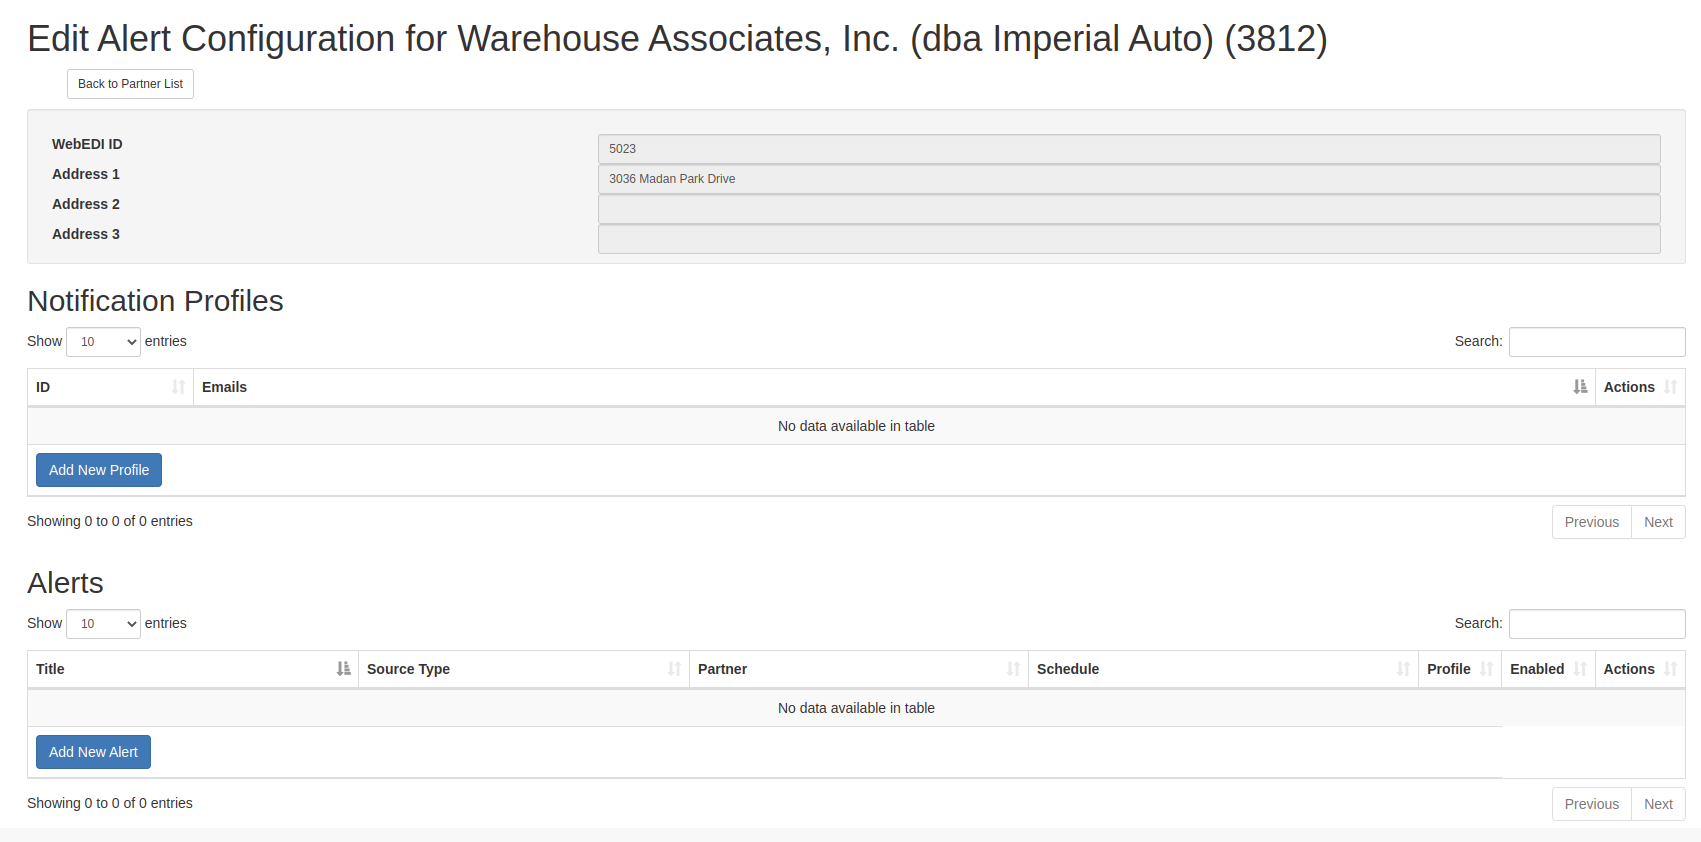 Edit Alert Configuration for Warehouse Associates, Inc. (dba Imperial Auto) (3812)
Back to Partner List
WebEDI ID 5023
Address 1 3036 Madan Park Drive
Address 2
Address 3
Notification Profiles
Show 10 entries Search:
ID Emails Actions
No data available in table
Add New Profile
Showing 0 to 0 of 0 entries Previous Next
Alerts
Show 10 entries Search:
Title Source Type Partner Schedule Profile Enabled Actions
No data available in table
Add New Alert
Showing 0 to 0 of 0 entries Previous Next